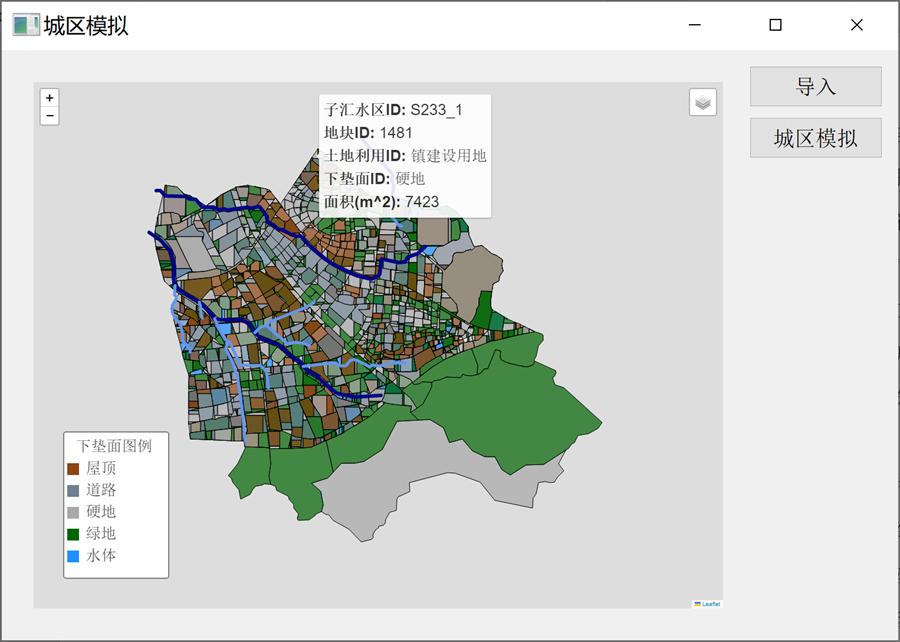 城区模拟
导入
城区模拟
+
−
子汇水区ID: S233_1
地块ID: 1481
土地利用ID: 镇建设用地
下垫面ID: 硬地
面积(m^2): 7423
下垫面图例
屋顶
道路
硬地
绿地
水体
Leaflet